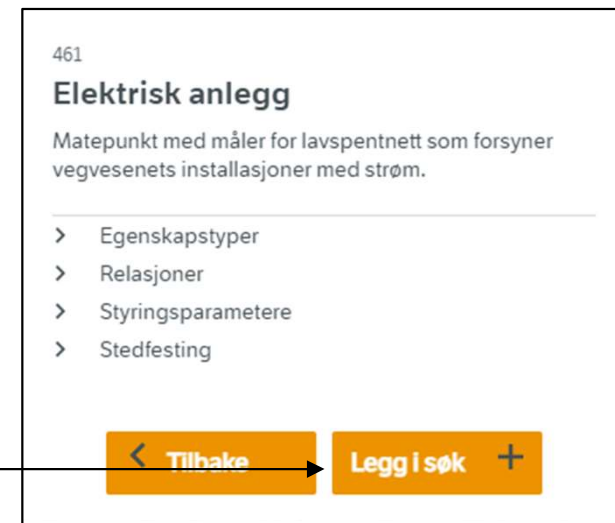 461
Elektrisk anlegg
Matepunkt med måler for lavspentnett som forsyner
vegvesenets installasjoner med strøm.
Egenskapstyper
Relasjoner
Styringsparametere
Stedfesting
Tilbake
Legg i søk +